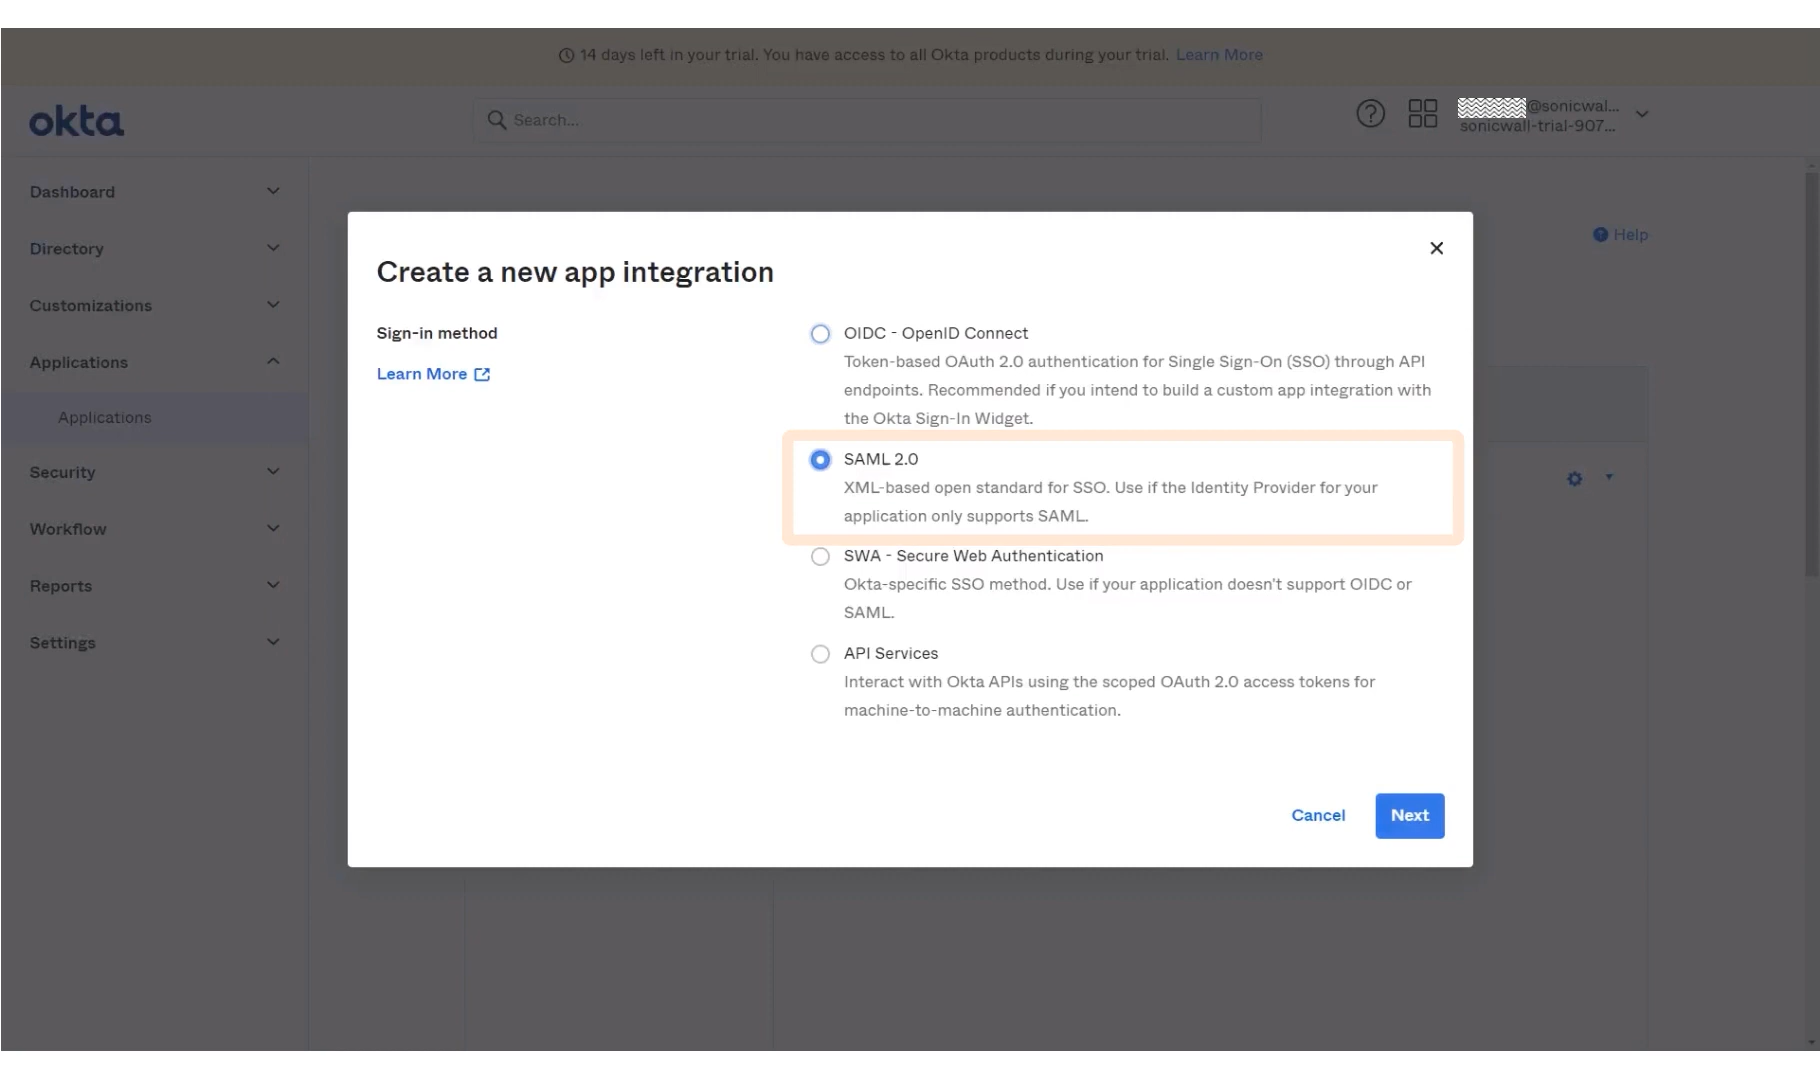 14 days left in your trial. You have access to all Okta products during your trial. Learn More
okta
Search...
@sonicwal...
sonicwall-trial-907...
Dashboard
Directory
Customizations
Applications
Applications
Security
Workflow
Reports
Settings
Help
Create a new app integration
Sign-in method
Learn More
OIDC - OpenID Connect
Token-based OAuth 2.0 authentication for Single Sign-On (SSO) through API
endpoints. Recommended if you intend to build a custom app integration with
the Okta Sign-In Widget.
SAML 2.0
XML-based open standard for SSO. Use if the Identity Provider for your
application only supports SAML.
SWA - Secure Web Authentication
Okta-specific SSO method. Use if your application doesn't support OIDC or
SAML.
API Services
Interact with Okta APIs using the scoped OAuth 2.0 access tokens for
machine-to-machine authentication.
Cancel
Next